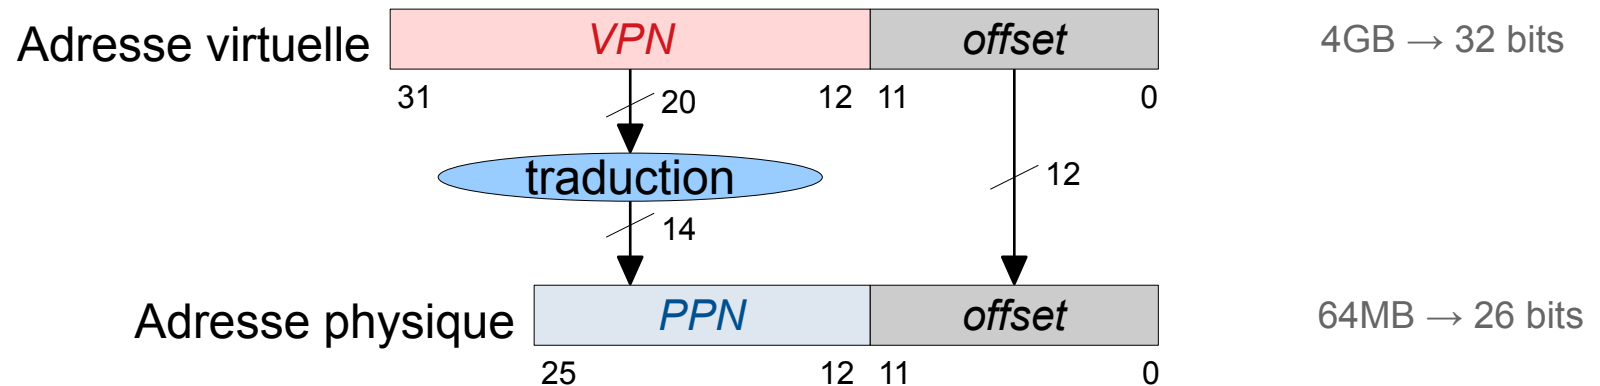 Adresse virtuelle VPN offset 4GB → 32 bits
31 12 11 0
20
traduction 12
14
Adresse physique PPN offset 64MB → 26 bits
25 12 11 0